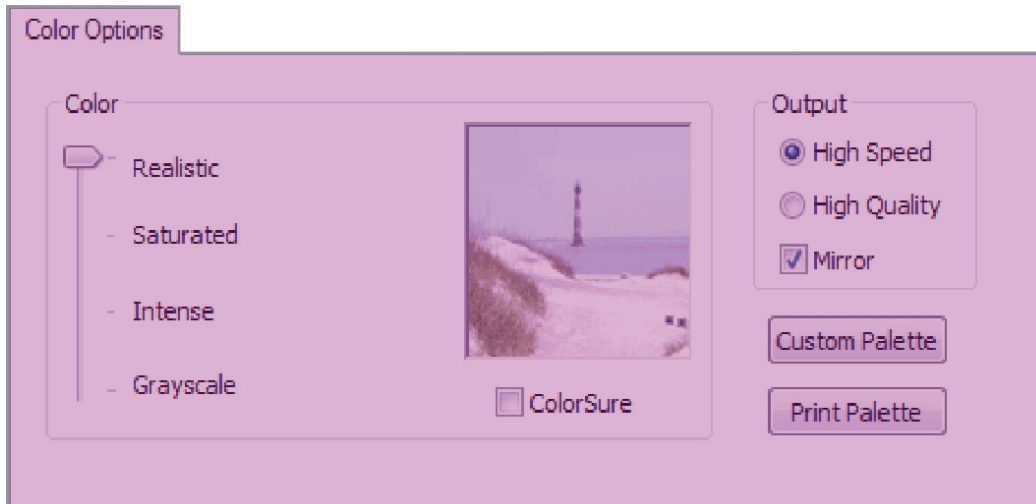 Color Options
Color
Realistic
Saturated
Intense
Grayscale
ColorSure
Output
High Speed
High Quality
Mirror
Custom Palette
Print Palette